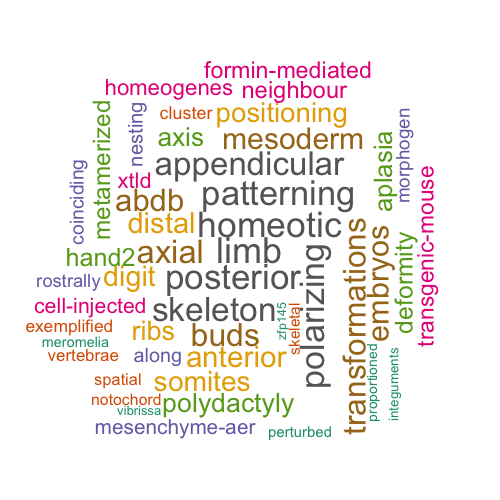 formin-mediated
homeogenes neighbour
nesting
cluster positioning
metamerized
axis mesoderm
morphogen
coinciding
appendicular
aplasia
xtld
patterning
transgenic-mouse
abdb
distal homeotic
hand2 axial limb
transformations
embryos
deformity
rostrally digit posterior
polarizing
cell-injected skeleton
zfp145
skeletal
exemplified ribs buds
meromelia
vertebrae along anterior
proportioned
integuments
spatial somites
notochord polydactyly
vibrissa
mesenchyme-aer perturbed